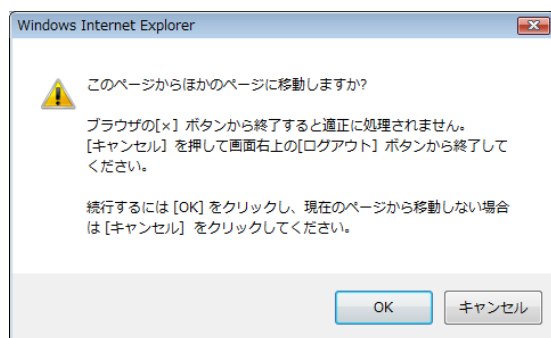 Windows Internet Explorer
このページからほかのページに移動しますか?
ブラウザの[×] ボタンから終了すると適正に処理されません。
[キャンセル] を押して画面右上の[ログアウト] ボタンから終了して
ください。
続行するには [OK] をクリックし、現在のページから移動しない場合
は [キャンセル] をクリックしてください。
OK
キャンセル